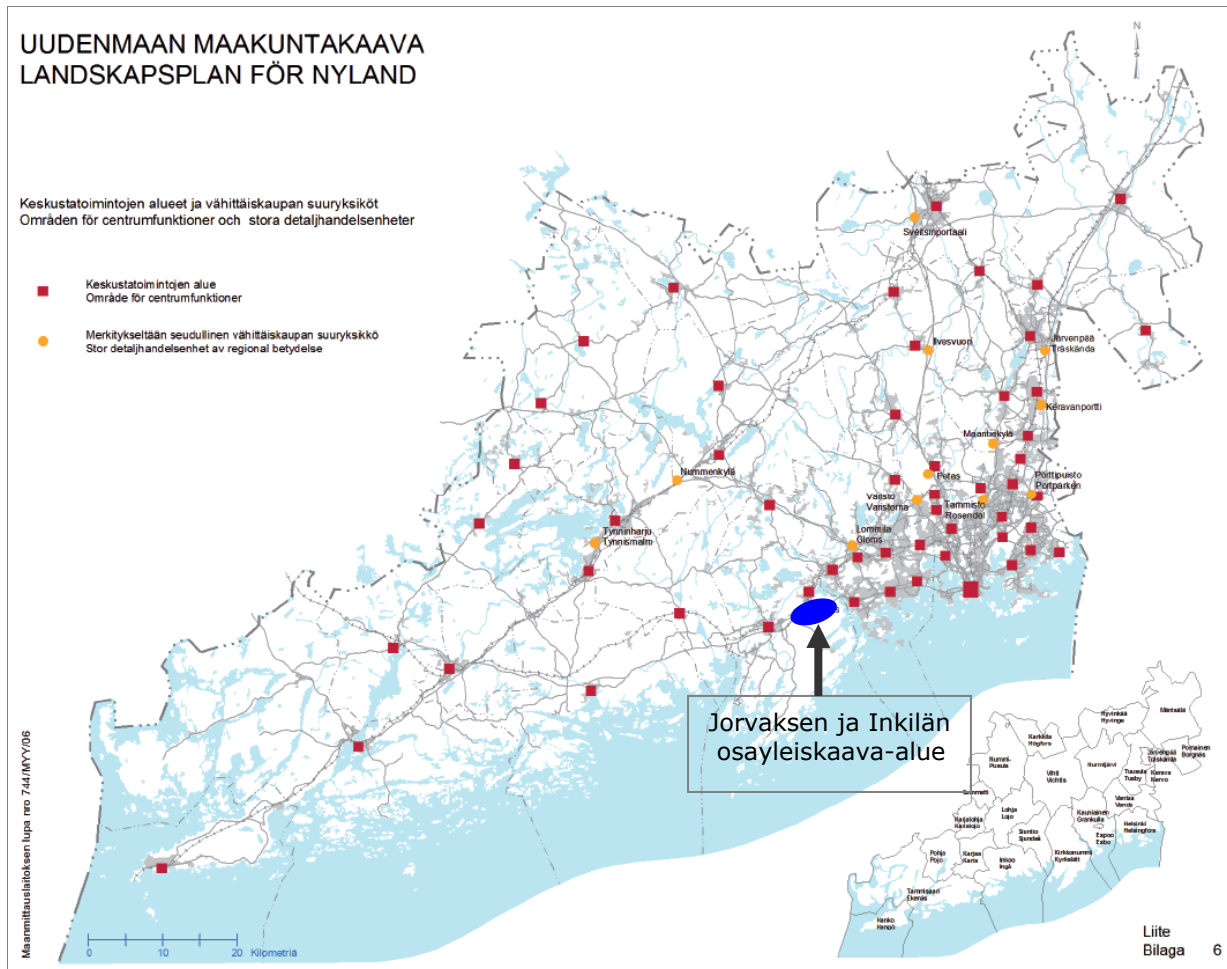 UUDENMAAN MAAKUNTAKAAVA
LANDSKAPSPLAN FÖR NYLAND
Keskustatoimintojen alueet ja vähittäiskaupan suuryksiköt
Områden för centrumfunktioner och stora detaljhandelsenheter
Keskustatoimintojen alue
Område för centrumfunktioner
Merkitykseltään seudullinen vähittäiskaupan suuryksikkö
Stor detaljhandelsenhet av regional betydelse
N
Sveitsinportaali
Ilvesvuori
Järvenpää
Träskända
Keravanportti
Maantiekylä
Nummenkylä
Petas
Porttipuisto
Portparken
Varisto
Varistorna
Tammisto
Rosendal
Tynninharju
Tynnismalm
Lommila
Gloms
Jorvaksen ja Inkilän
osayleiskaava-alue
Hyvinkää
Hyvinge
Mäntsälä
Karkkila
Högfors
Nummi-
Pusula
Vihti
Vichtis
Nurmijärvi
Järvenpää
Träskända
Pornainen
Borgnäs
Tuusula
Tusby
Kerava
Kervo
Sammatti
Lohja
Lojo
Vantaa
Vanda
Karjalohja
Karislojo
Kauniainen
Grankulla
Helsinki
Helsingfors
Siuntio
Sjundeå
Espoo
Esbo
Pohja
Pojo
Karjaa
Karis
Inkoo
Ingå
Kirkkonummi
Kyrkslätt
Tammisaari
Ekenäs
Hanko
Hangö
0 10 20 Kilometriä
Maanmittauslaitoksen lupa nro 744/MYY/06
Liite
Bilaga 6